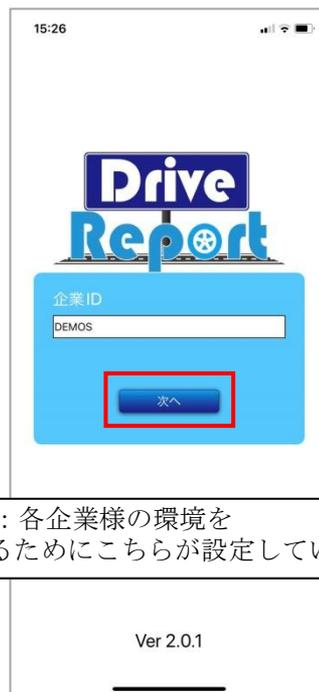 15:26
Drive
Report
企業ID
DEMOS
次へ
：各企業様の環境を
るためにこちらが設定してい
Ver 2.0.1